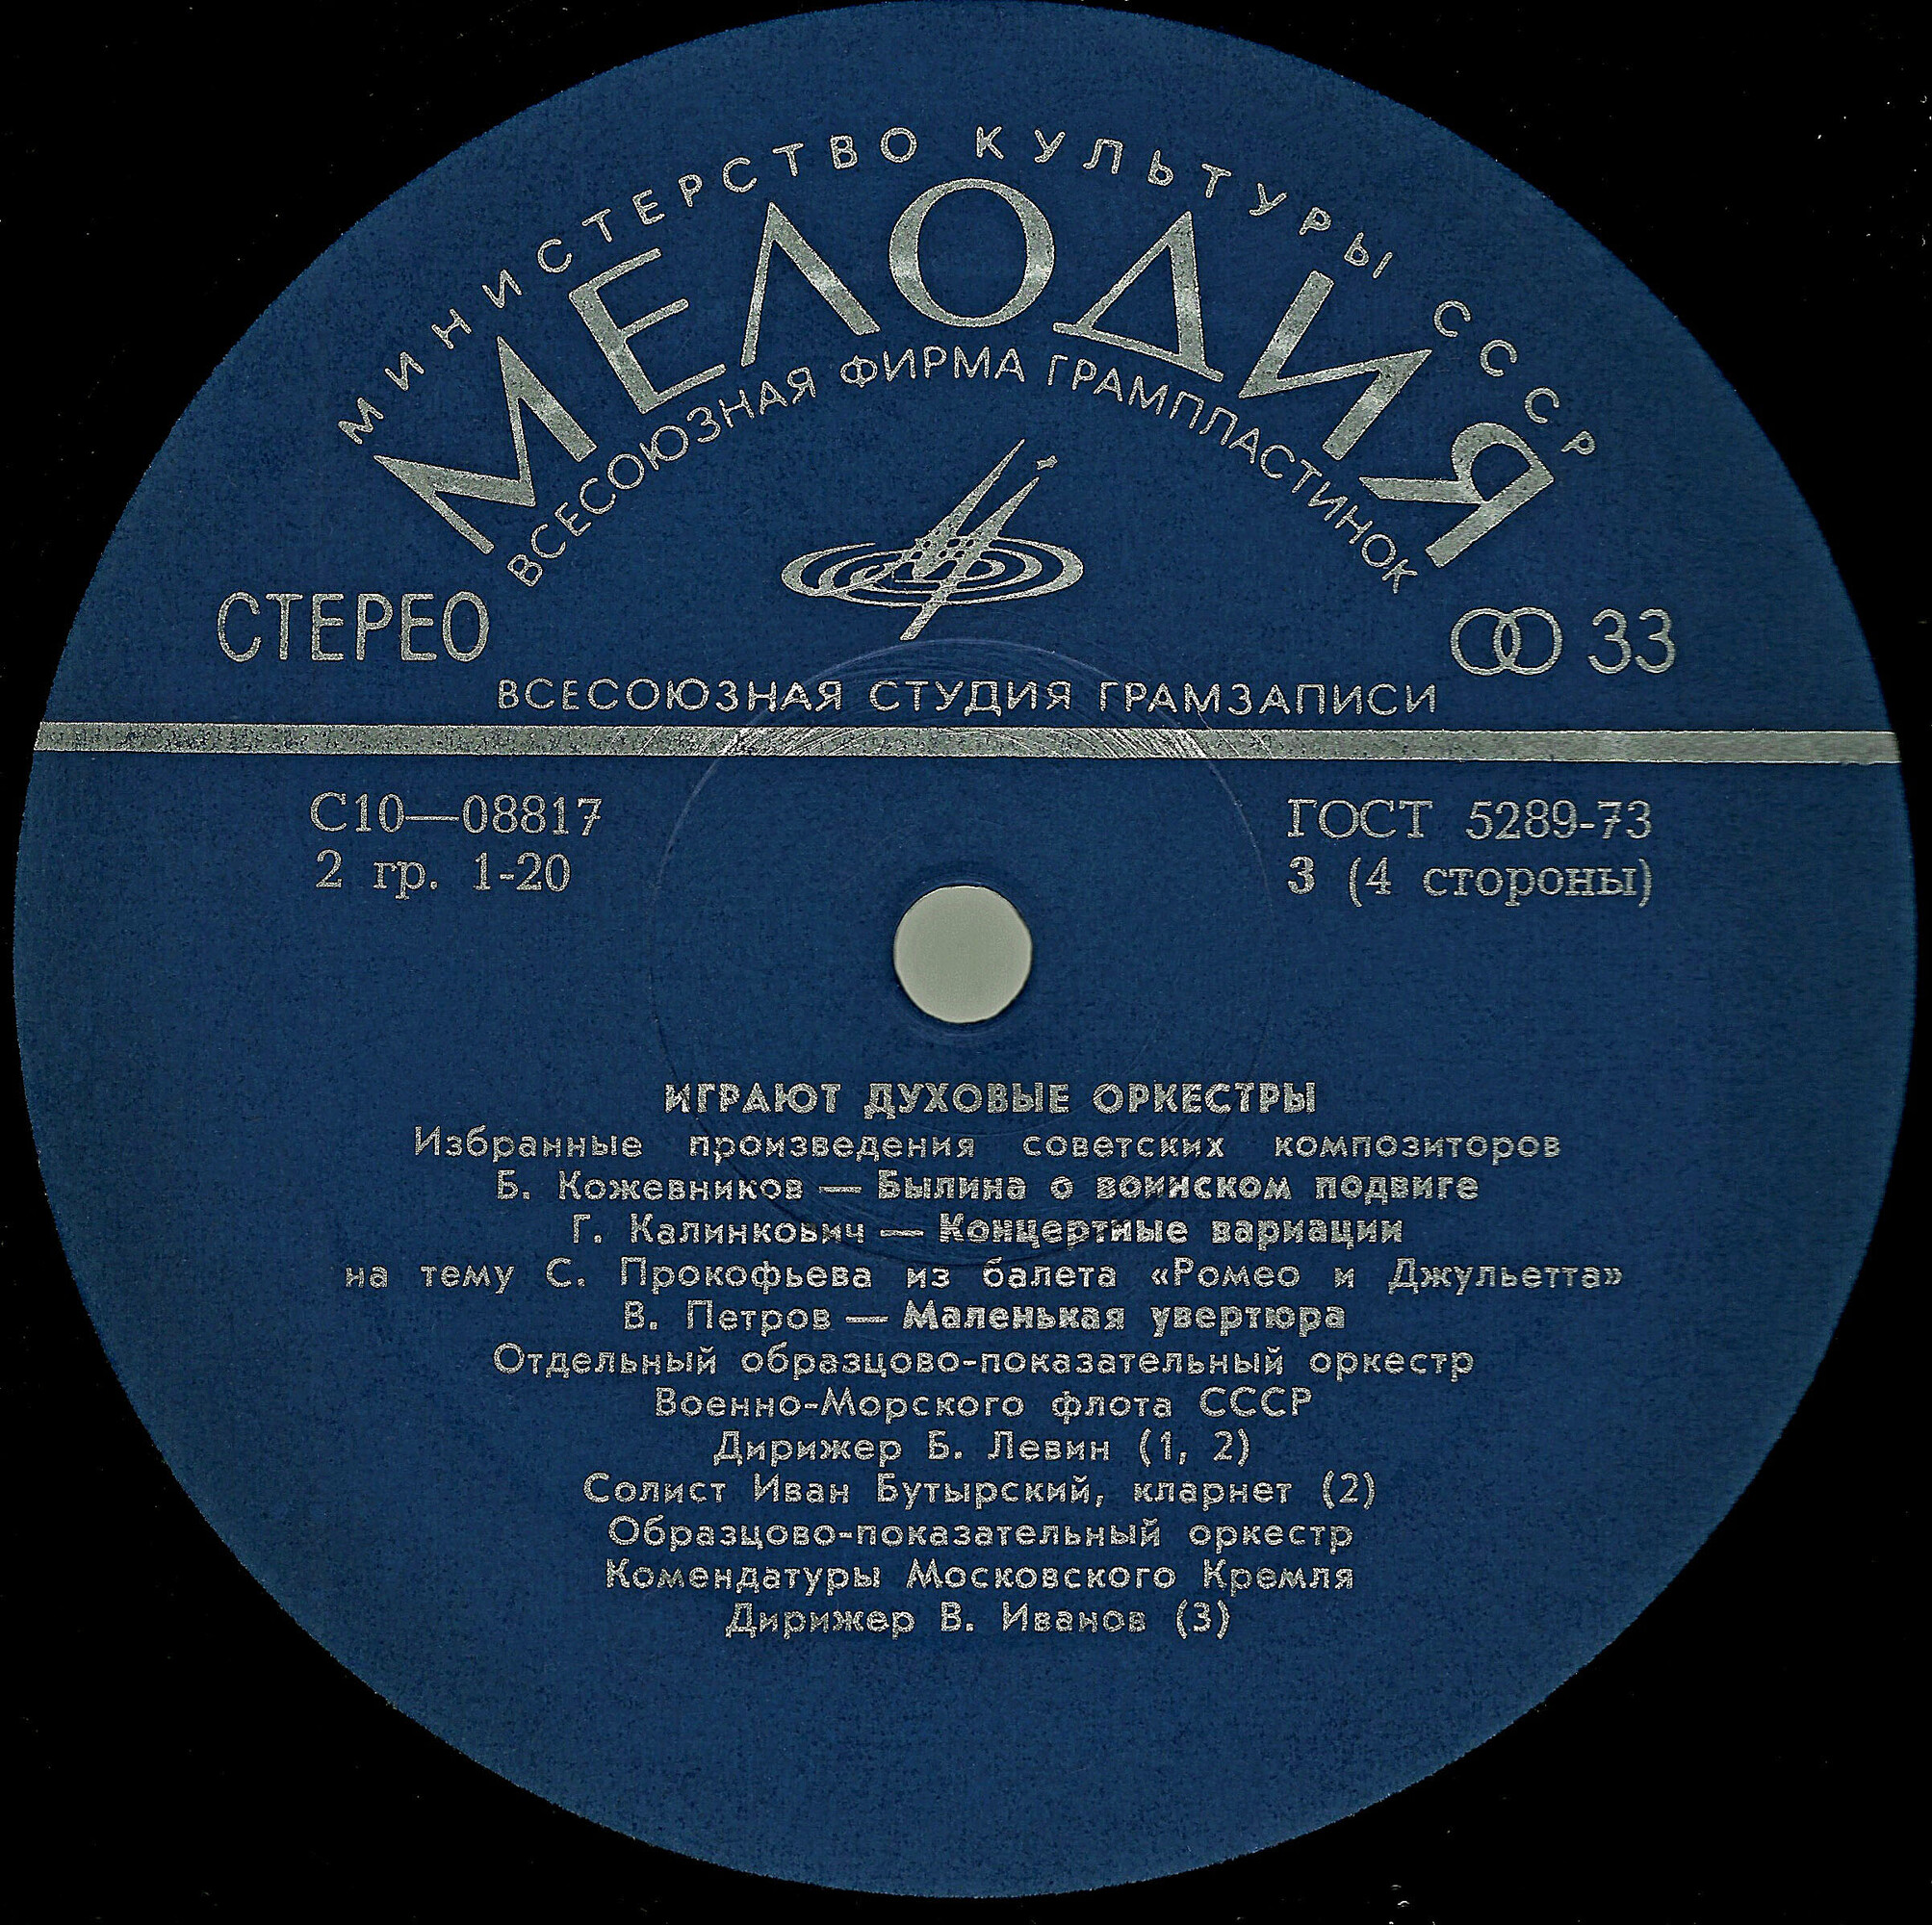 МИНИСТЕРСТВО КУЛЬТУРЫ СССР
МЕЛОДИЯ
ВСЕСОЮЗНАЯ ФИРМА ГРАМПЛАСТИНОК
СТЕРЕО
33
ВСЕСОЮЗНАЯ СТУДИЯ ГРАМЗАПИСИ
С10—08817
ГОСТ 5289-73
2 гр. 1-20
3 (4 стороны)
ИГРАЮТ ДУХОВЫЕ ОРКЕСТРЫ
Избранные произведения советских композиторов
Б. Кожевников — Былина о воинском подвиге
Г. Калинкович — Концертные вариации
на тему С. Прокофьева из балета «Ромео и Джульетта»
В. Петров — Маленькая увертюра
Отдельный образцово-показательный оркестр
Военно-Морского флота СССР
Дирижер Б. Левин (1, 2)
Солист Иван Бутырский, кларнет (2)
Образцово-показательный оркестр
Комендатуры Московского Кремля
Дирижер В. Иванов (3)